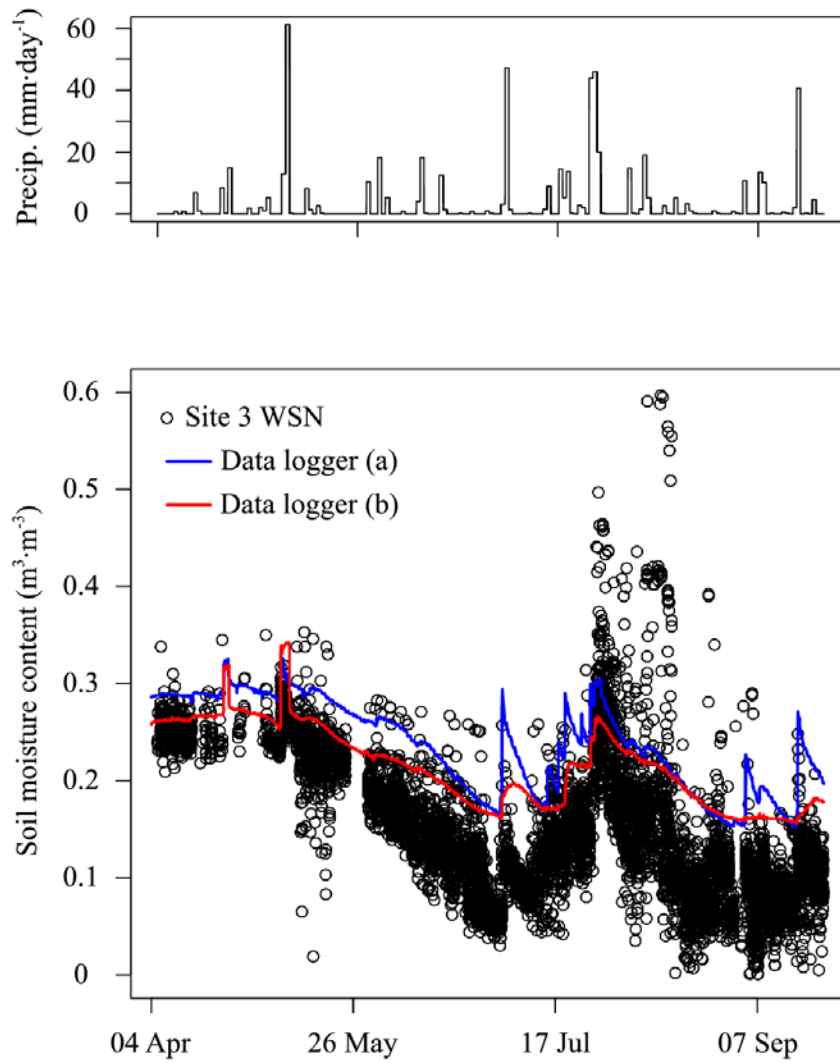 Precip. (mm·day⁻¹)
60
40
20
0
Soil moisture content (m³·m⁻³)
0.6
0.5
0.4
0.3
0.2
0.1
0
Site 3 WSN
Data logger (a)
Data logger (b)
04 Apr 26 May 17 Jul 07 Sep